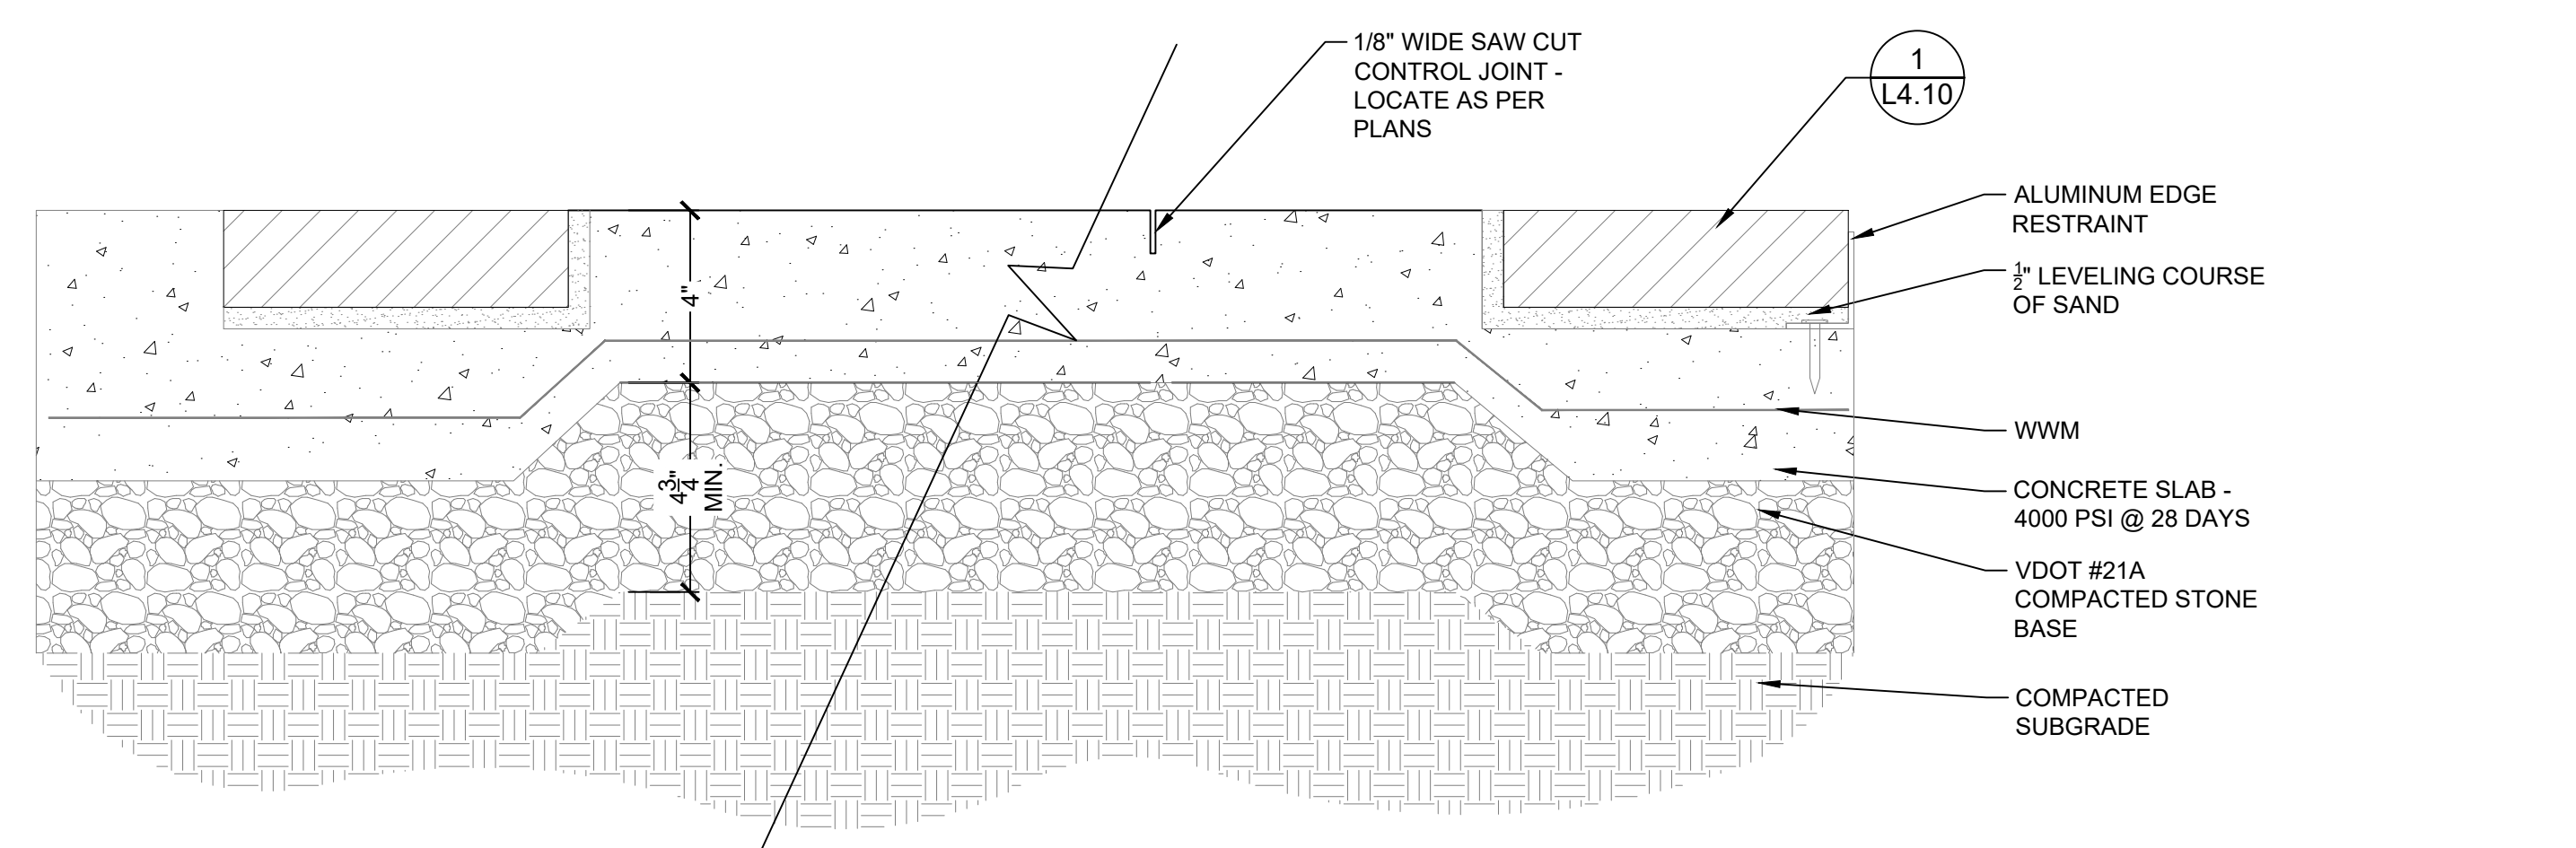 1/8" WIDE SAW CUT
CONTROL JOINT -
LOCATE AS PER
PLANS
1
L4.10
ALUMINUM EDGE
RESTRAINT
1/2" LEVELING COURSE
OF SAND
4"
4 3/4"
MIN.
WWM
CONCRETE SLAB -
4000 PSI @ 28 DAYS
VDOT #21A
COMPACTED STONE
BASE
COMPACTED
SUBGRADE